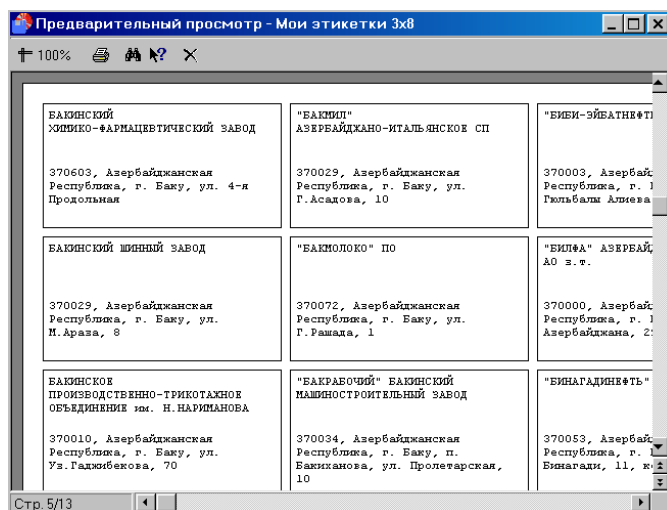 Предварительный просмотр - Мои этикетки 3x8
100%
БАКИНСКИЙ
ХИМИКО-ФАРМАЦЕВТИЧЕСКИЙ ЗАВОД
370603, Азербайджанская
Республика, г. Баку, ул. 4-я
Продольная
"БАКМИЛ"
АЗЕРБАЙДЖАНО-ИТАЛЬЯНСКОЕ СП
370029, Азербайджанская
Республика, г. Баку, ул.
Г.Асадова, 10
"БИБИ-ЭЙБАТНЕФТ
370003, Азербайд
Республика, г.
Гюльбалы Алиева
БАКИНСКИЙ ШИННЫЙ ЗАВОД
370029, Азербайджанская
Республика, г. Баку, ул.
М.Араза, 8
"БАКМОЛОКО" ПО
370072, Азербайджанская
Республика, г. Баку, ул.
Г.Рашада, 1
"БИЛФА" АЗЕРБАЙД
АО з.т.
370000, Азербайд
Республика, г.
Азербайджана,
БАКИНСКОЕ
ПРОИЗВОДСТВЕННО-ТРИКОТАЖНОЕ
ОБЪЕДИНЕНИЕ им. Н.НАРИМАНОВА
370010, Азербайджанская
Республика, г. Баку, ул.
Уз.Гаджибекова, 70
"БАКРАБОЧИЙ" БАКИНСКИЙ
МАШИНОСТРОИТЕЛЬНЫЙ ЗАВОД
370034, Азербайджанская
Республика, г. Баку, п.
Бакиханова, ул. Пролетарская,
10
"БИНАГАДИНЕФТЬ"
370053, Азербайд
Республика, г.
Бинагади, 11,
Стр. 5/13